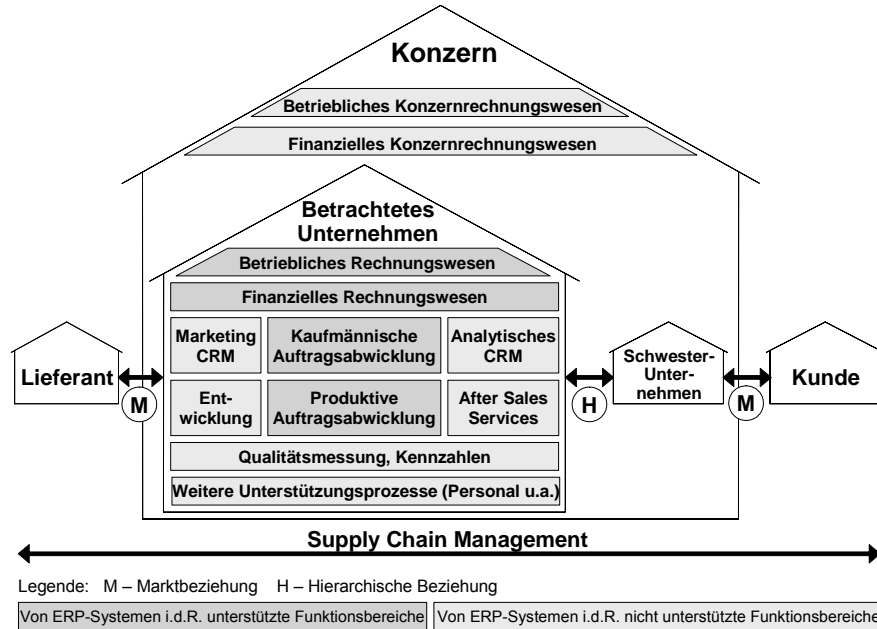 Konzern
Betriebliches Konzernrechnungswesen
Finanzielles Konzernrechnungswesen
Betrachtetes
Unternehmen
Betriebliches Rechnungswesen
Finanzielles Rechnungswesen
Marketing
CRM
Kaufmännische
Auftragsabwicklung
Analytisches
CRM
Ent-
wicklung
Produktive
Auftragsabwicklung
After Sales
Services
Qualitätsmessung, Kennzahlen
Weitere Unterstützungsprozesse (Personal u.a.)
Lieferant
M
H
Schwester-
Unter-
nehmen
M
Kunde
Supply Chain Management
Legende: M – Marktbeziehung H – Hierarchische Beziehung
Von ERP-Systemen i.d.R. unterstützte Funktionsbereiche
Von ERP-Systemen i.d.R. nicht unterstützte Funktionsbereiche